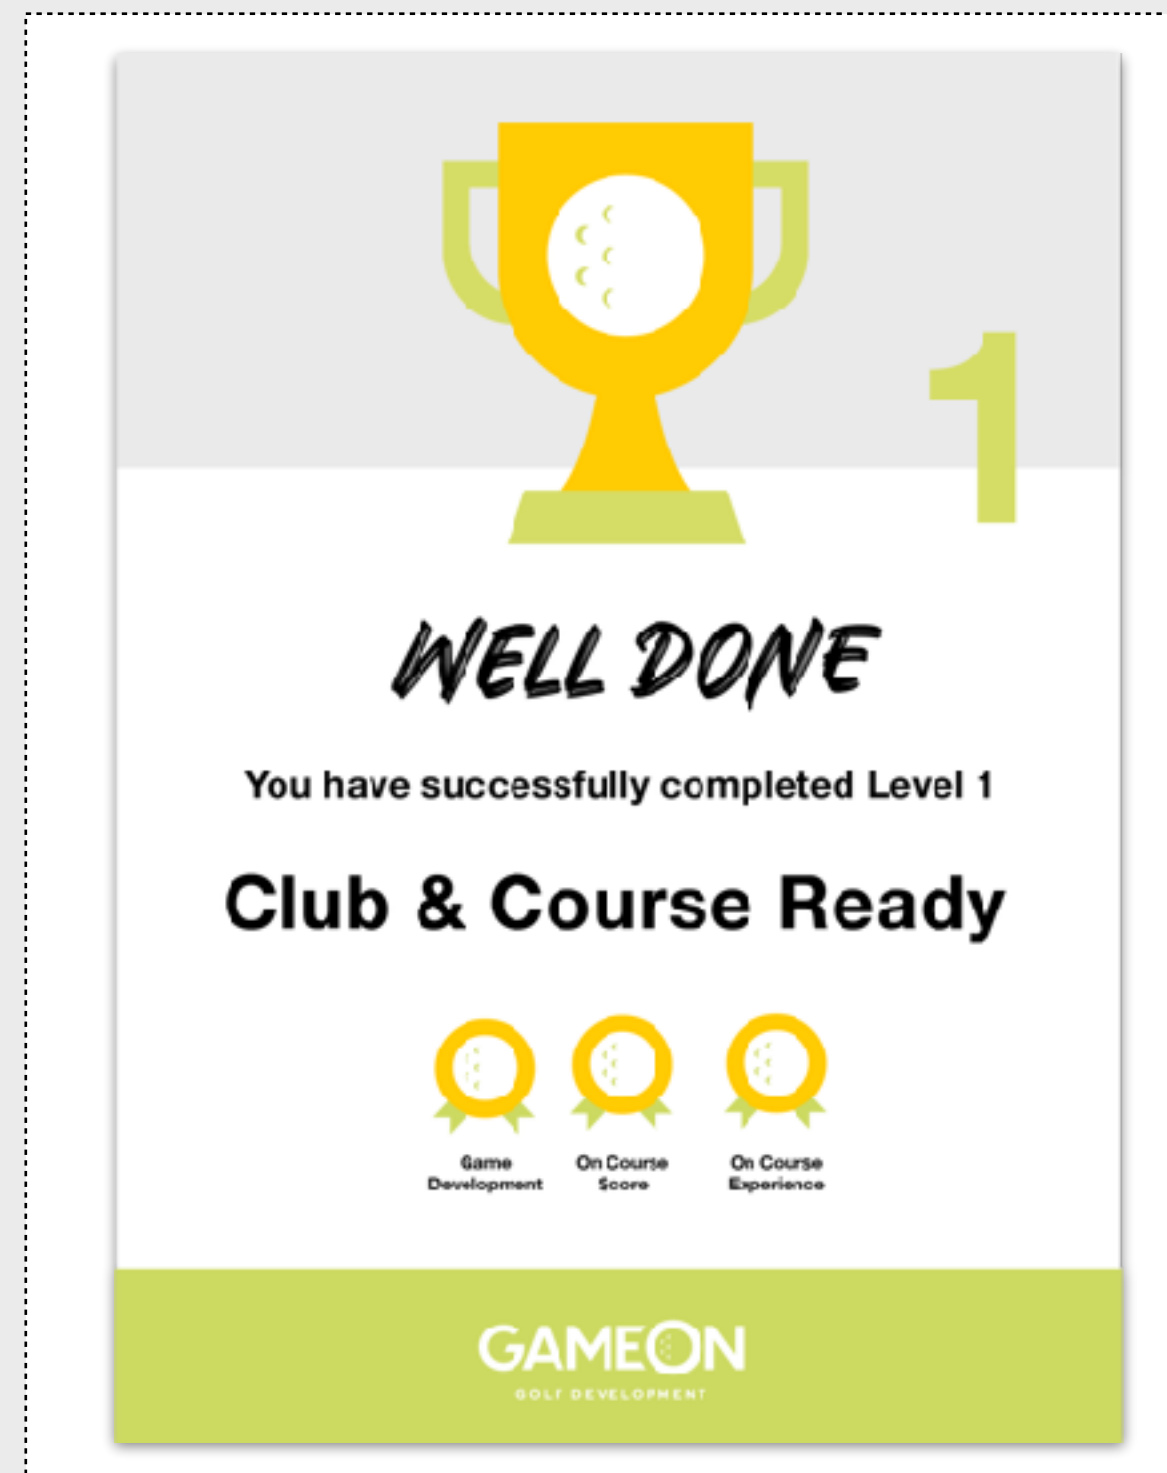 1
WELL DONE
You have successfully completed Level 1
Club & Course Ready
Game
Development
On Course
Score
On Course
Experience
GAMEON
GOLF DEVELOPMENT